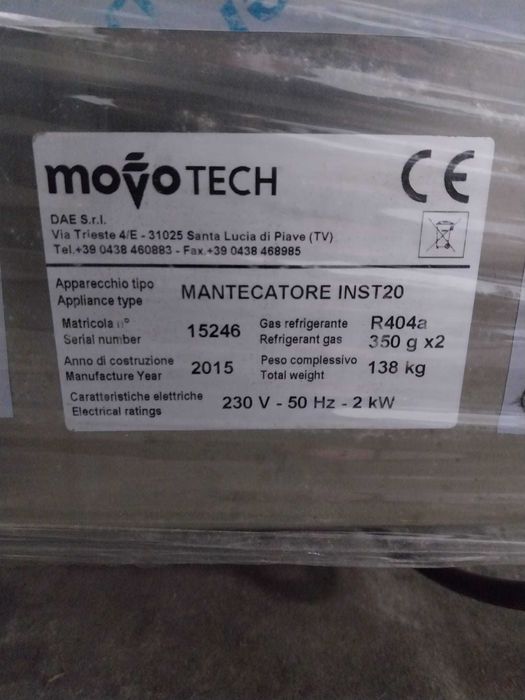 movo TECH
CE
DAE S.r.l.
Via Trieste 4/E - 31025 Santa Lucia di Piave (TV)
Tel.+39 0438 460883 - Fax.+39 0438 468985
Apparecchio tipo
Appliance type
MANTECATORE INST20
Matricola n°
Serial number
15246
Gas refrigerante
Refrigerant gas
R404a
350 g x2
Anno di costruzione
Manufacture Year
2015
Peso complessivo
Total weight
138 kg
Caratteristiche elettriche
Electrical ratings
230 V - 50 Hz - 2 kW